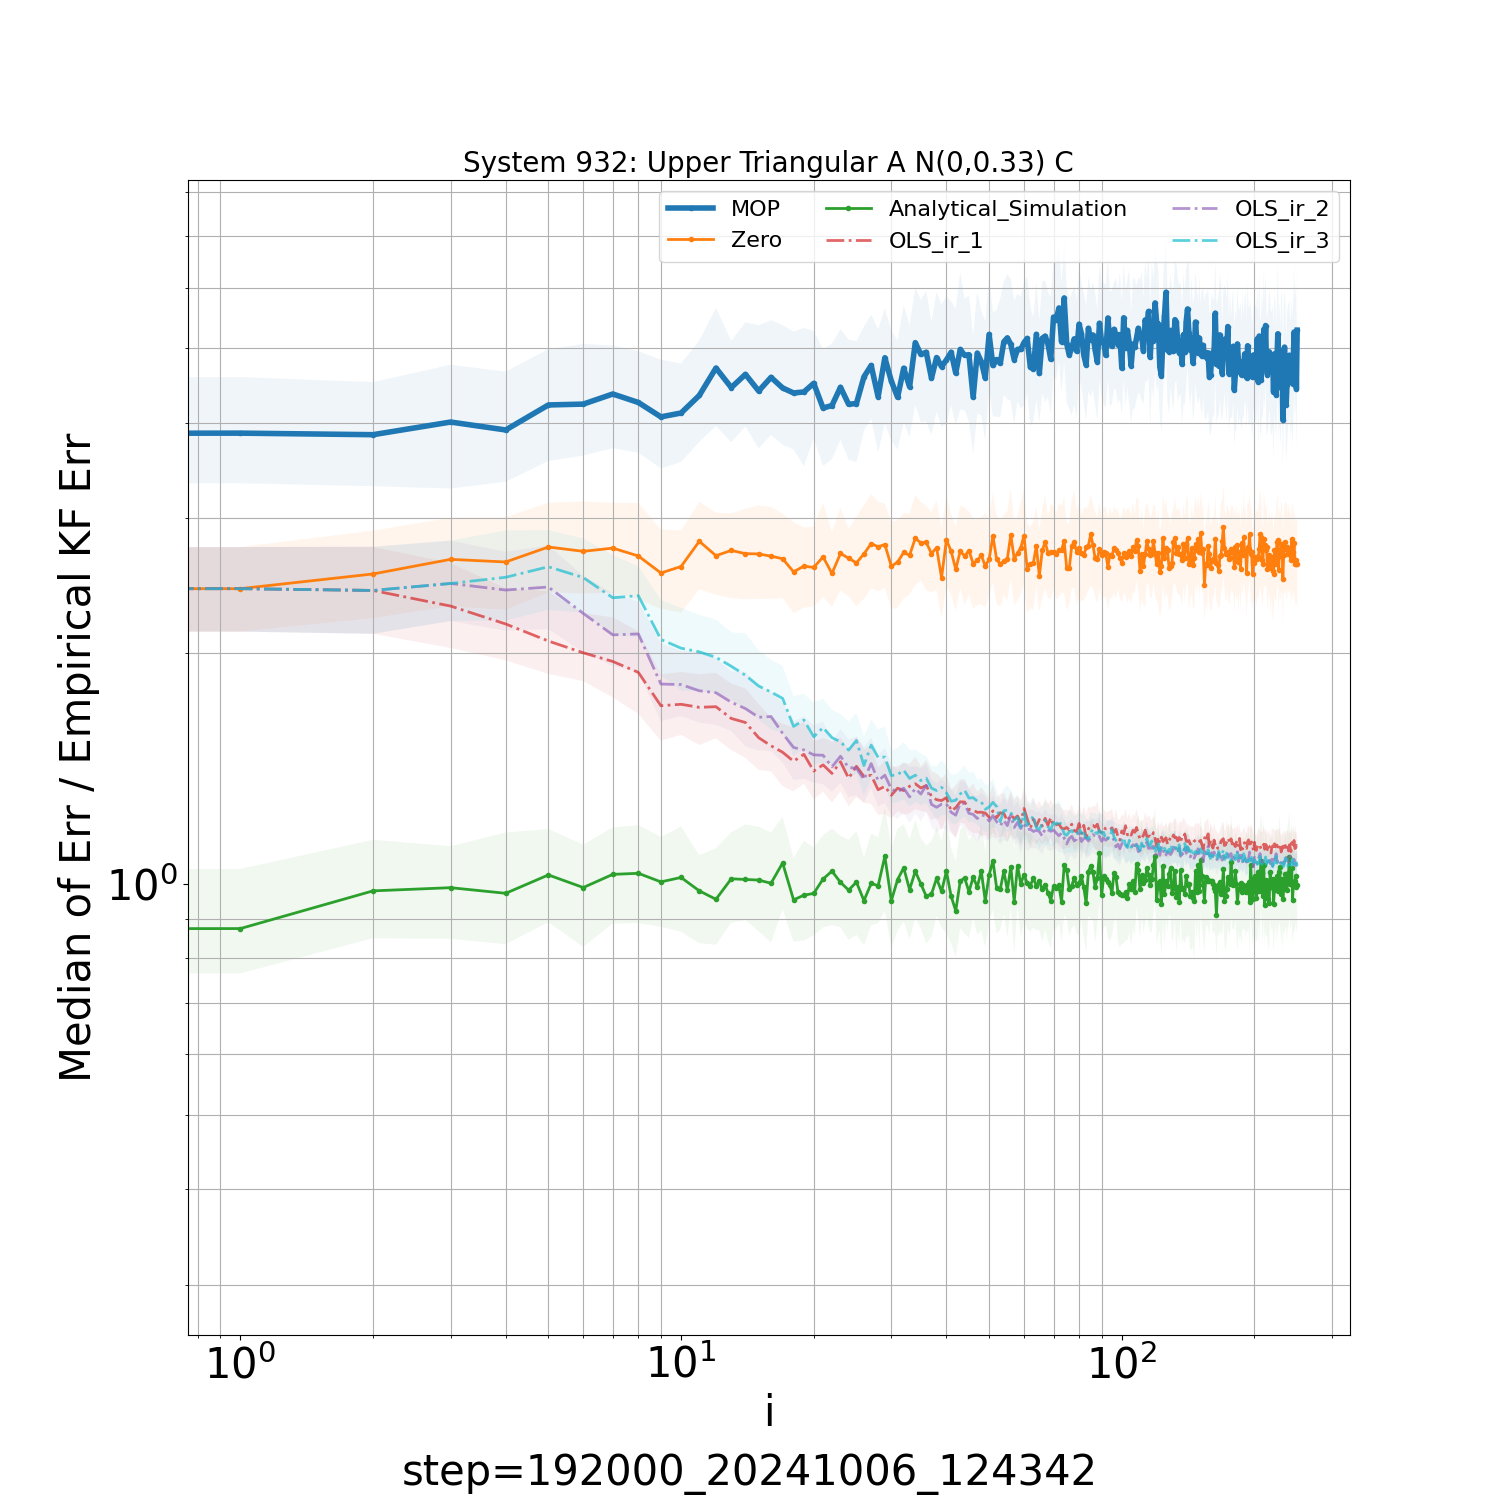 System 932: Upper Triangular A N(0,0.33) C
MOP
Zero
Analytical_Simulation
OLS_ir_1
OLS_ir_2
OLS_ir_3
Median of Err / Empirical KF Err
10⁰
10⁰
10¹
10²
i
step=192000_20241006_124342